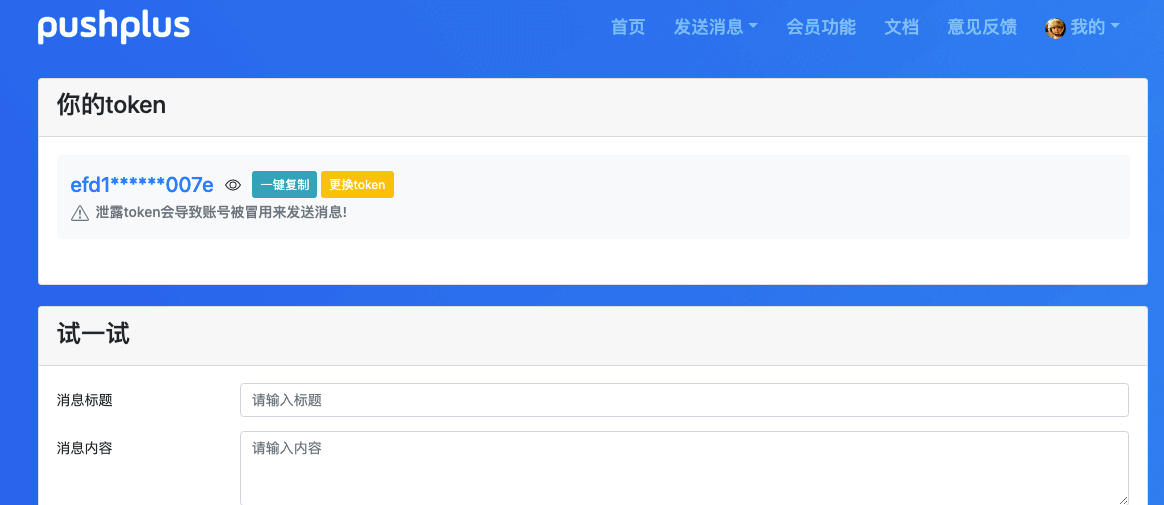 pushplus 首页 发送消息 会员功能 文档 意见反馈 我的
你的token
efd1******007e 一键复制 更换token
泄露token会导致账号被冒用来发送消息!
试一试
消息标题 请输入标题
消息内容 请输入内容